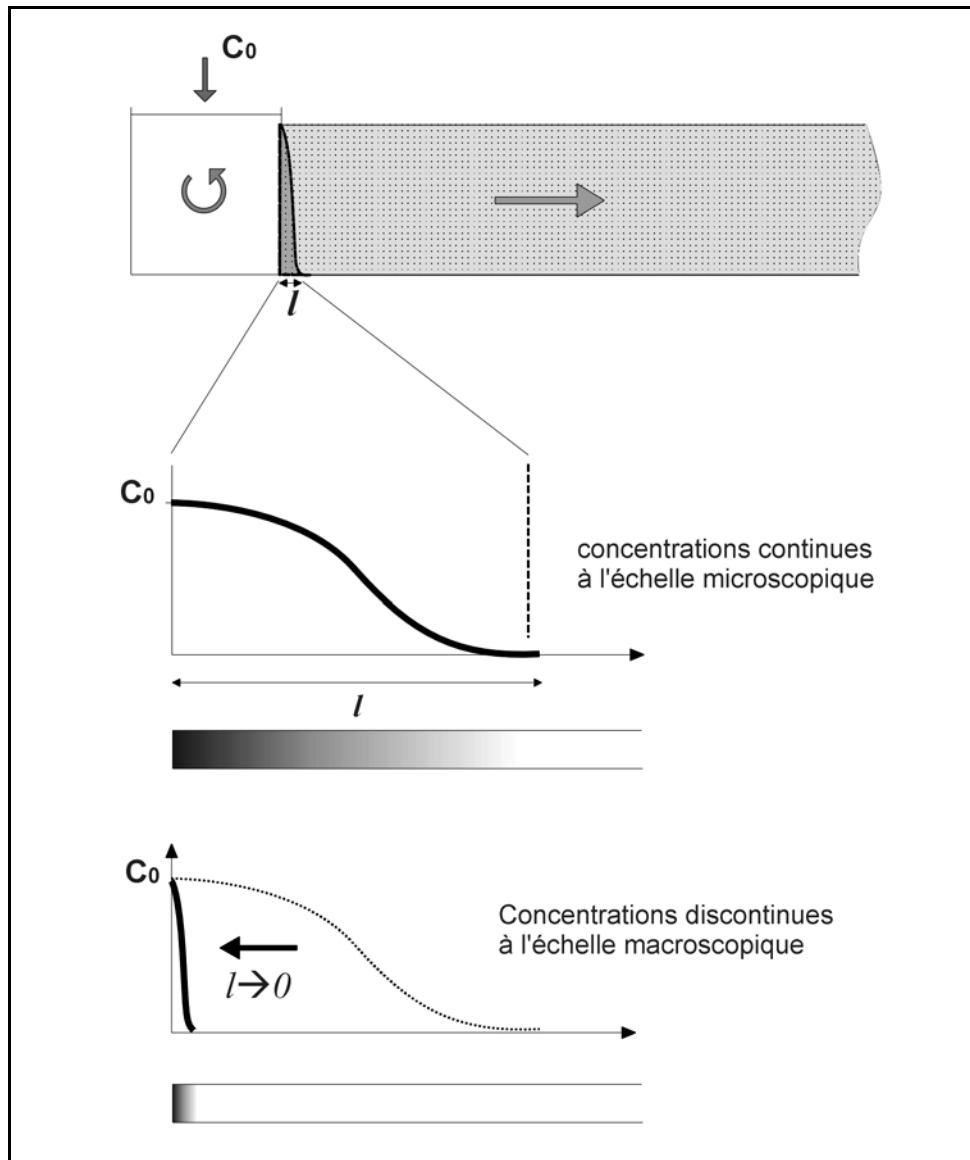 C₀
l
C₀
concentrations continues
à l'échelle microscopique
l
C₀
Concentrations discontinues
à l'échelle macroscopique
l→0